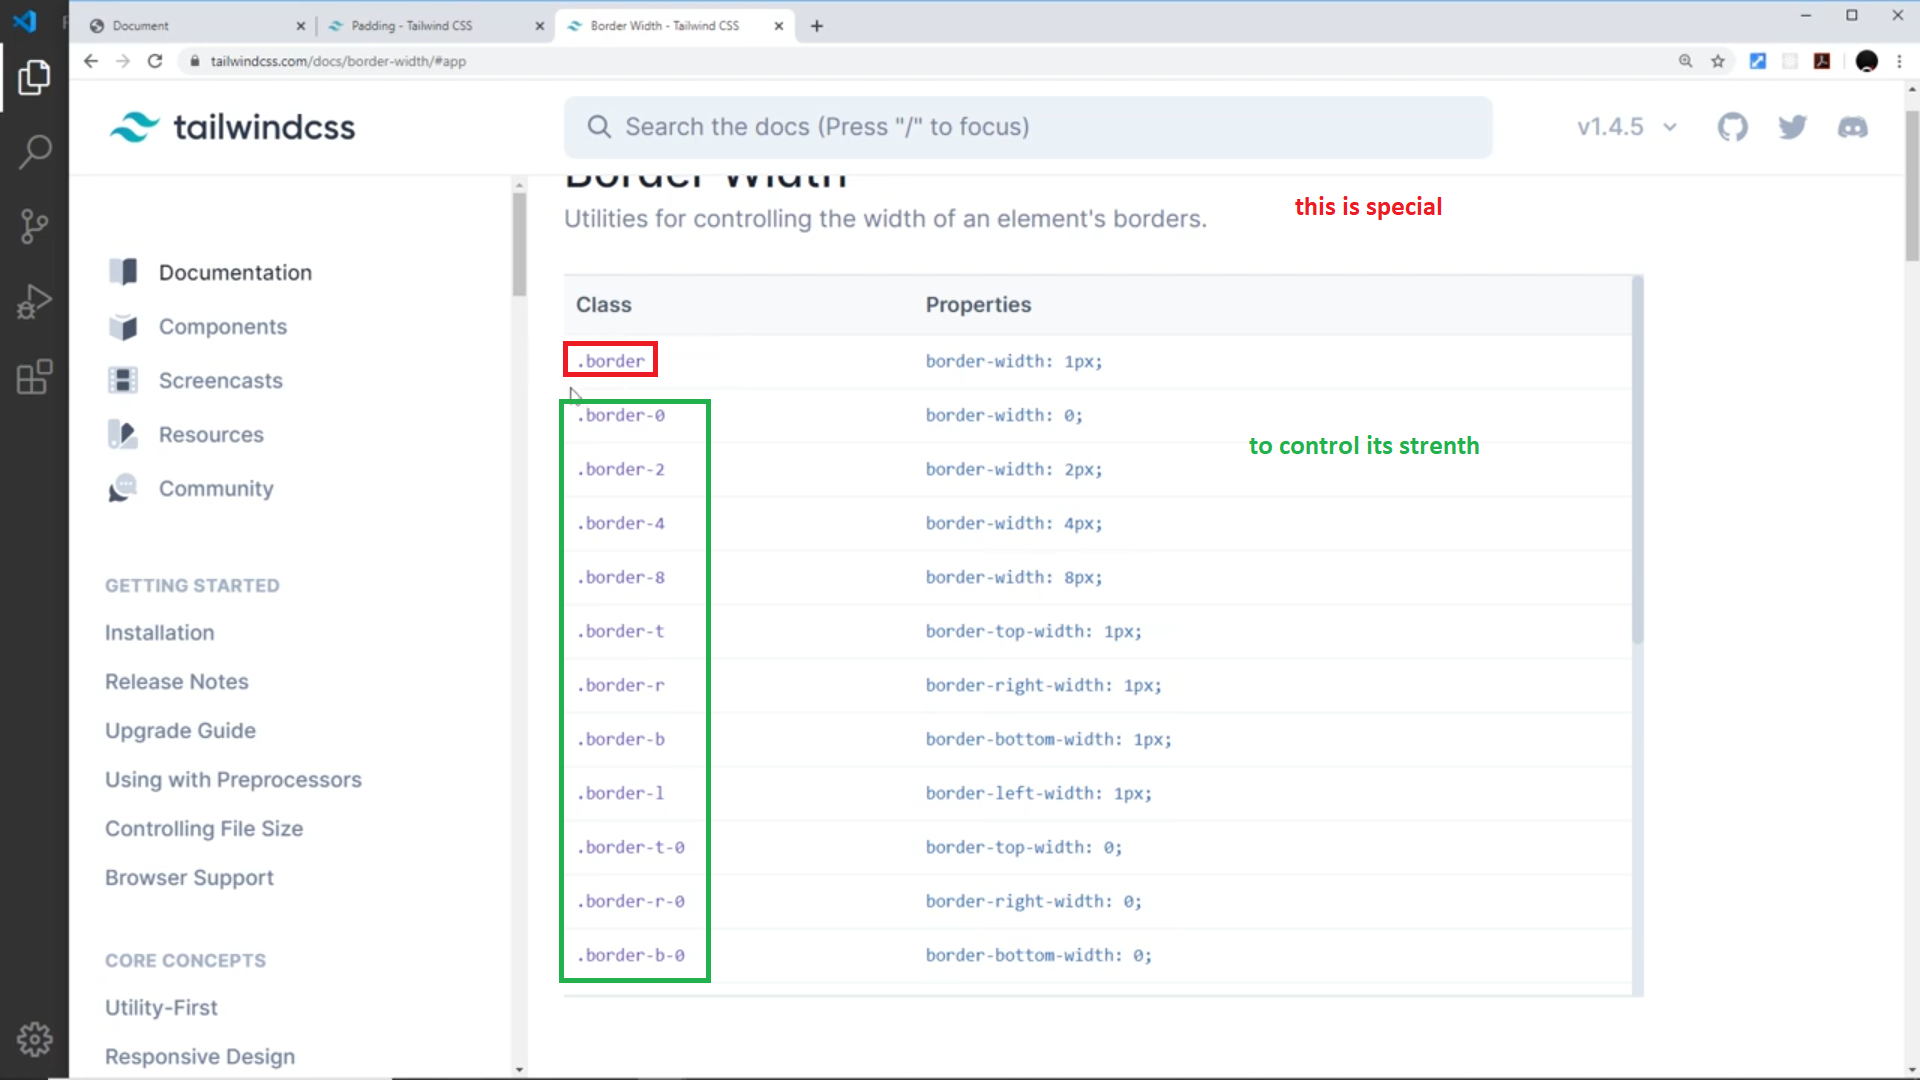 Document
Padding - Tailwind CSS
Border Width - Tailwind CSS
tailwindcss.com/docs/border-width/#app
tailwindcss
Search the docs (Press "/" to focus)
v1.4.5
Border Width
Utilities for controlling the width of an element's borders.
this is special
Documentation
Components
Screencasts
Resources
Community
GETTING STARTED
Installation
Release Notes
Upgrade Guide
Using with Preprocessors
Controlling File Size
Browser Support
CORE CONCEPTS
Utility-First
Responsive Design
Class Properties
.border border-width: 1px;
.border-0 border-width: 0;
to control its strenth
.border-2 border-width: 2px;
.border-4 border-width: 4px;
.border-8 border-width: 8px;
.border-t border-top-width: 1px;
.border-r border-right-width: 1px;
.border-b border-bottom-width: 1px;
.border-l border-left-width: 1px;
.border-t-0 border-top-width: 0;
.border-r-0 border-right-width: 0;
.border-b-0 border-bottom-width: 0;